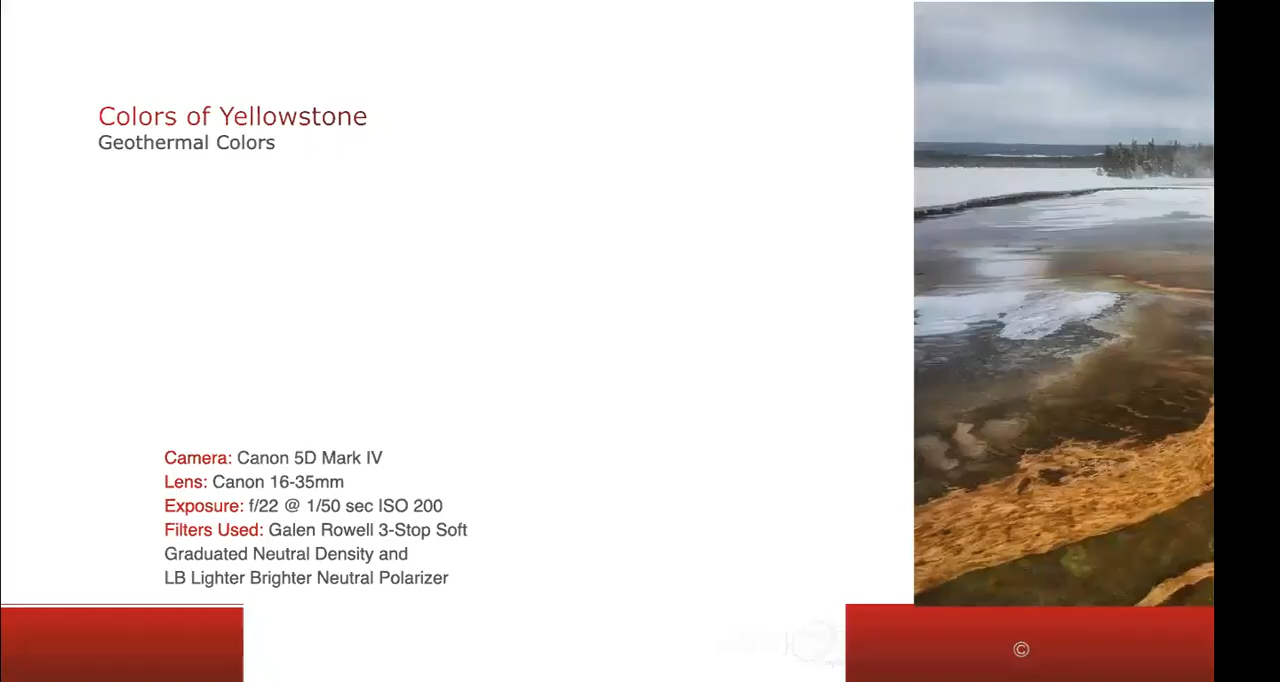 Colors of Yellowstone
Geothermal Colors
Camera: Canon 5D Mark IV
Lens: Canon 16-35mm
Exposure: f/22 @ 1/50 sec ISO 200
Filters Used: Galen Rowell 3-Stop Soft
Graduated Neutral Density and
LB Lighter Brighter Neutral Polarizer
©